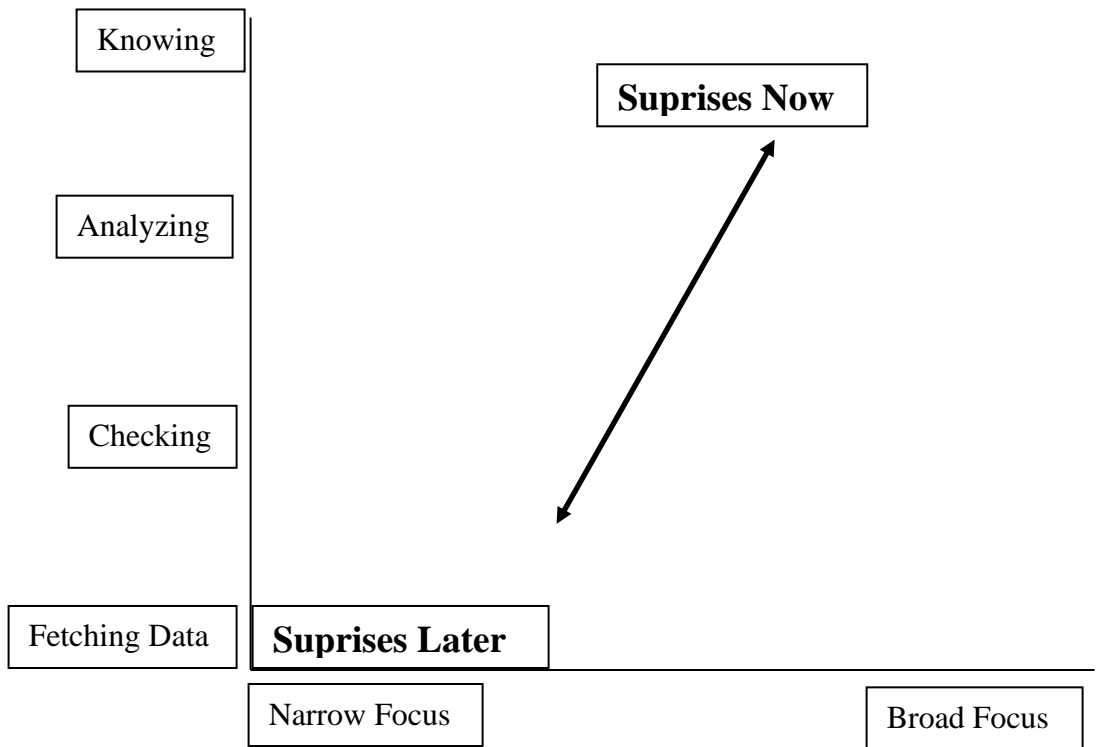 Knowing
Suprises Now
Analyzing
Checking
Fetching Data
Suprises Later
Narrow Focus
Broad Focus